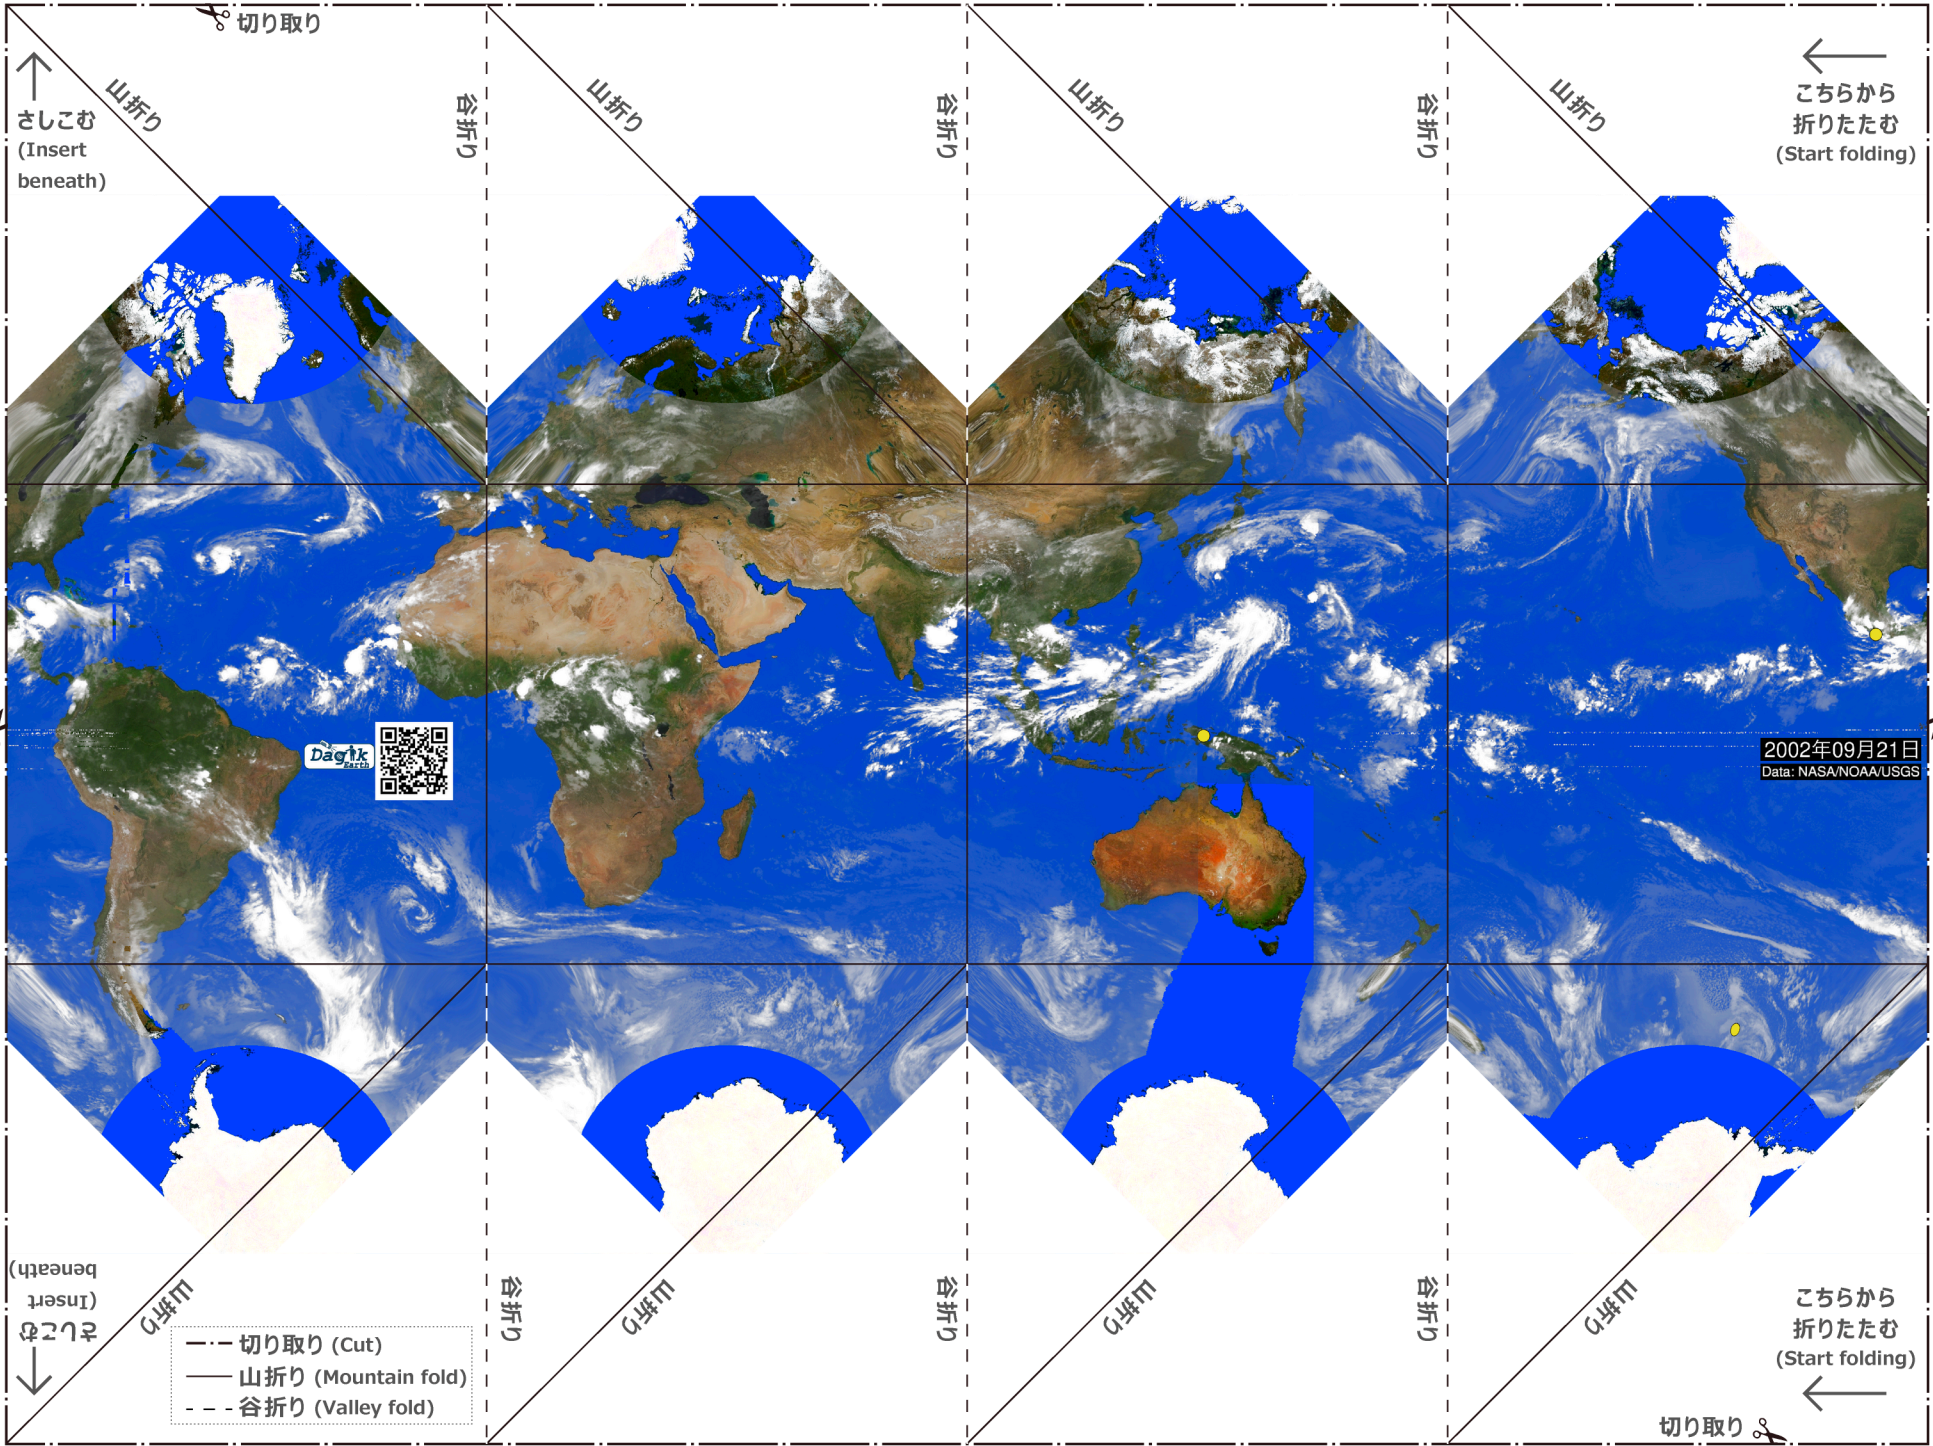 切り取り
山折り
谷折り
山折り
谷折り
山折り
谷折り
山折り
さしこむ
(Insert
beneath)
こちらから
折りたたむ
(Start folding)
Dagik
Earth
2002年09月21日
Data: NASA/NOAA/USGS
さしこむ
(Insert
beneath)
山折り
谷折り
山折り
谷折り
山折り
谷折り
山折り
こちらから
折りたたむ
(Start folding)
切り取り (Cut)
山折り (Mountain fold)
谷折り (Valley fold)
切り取り